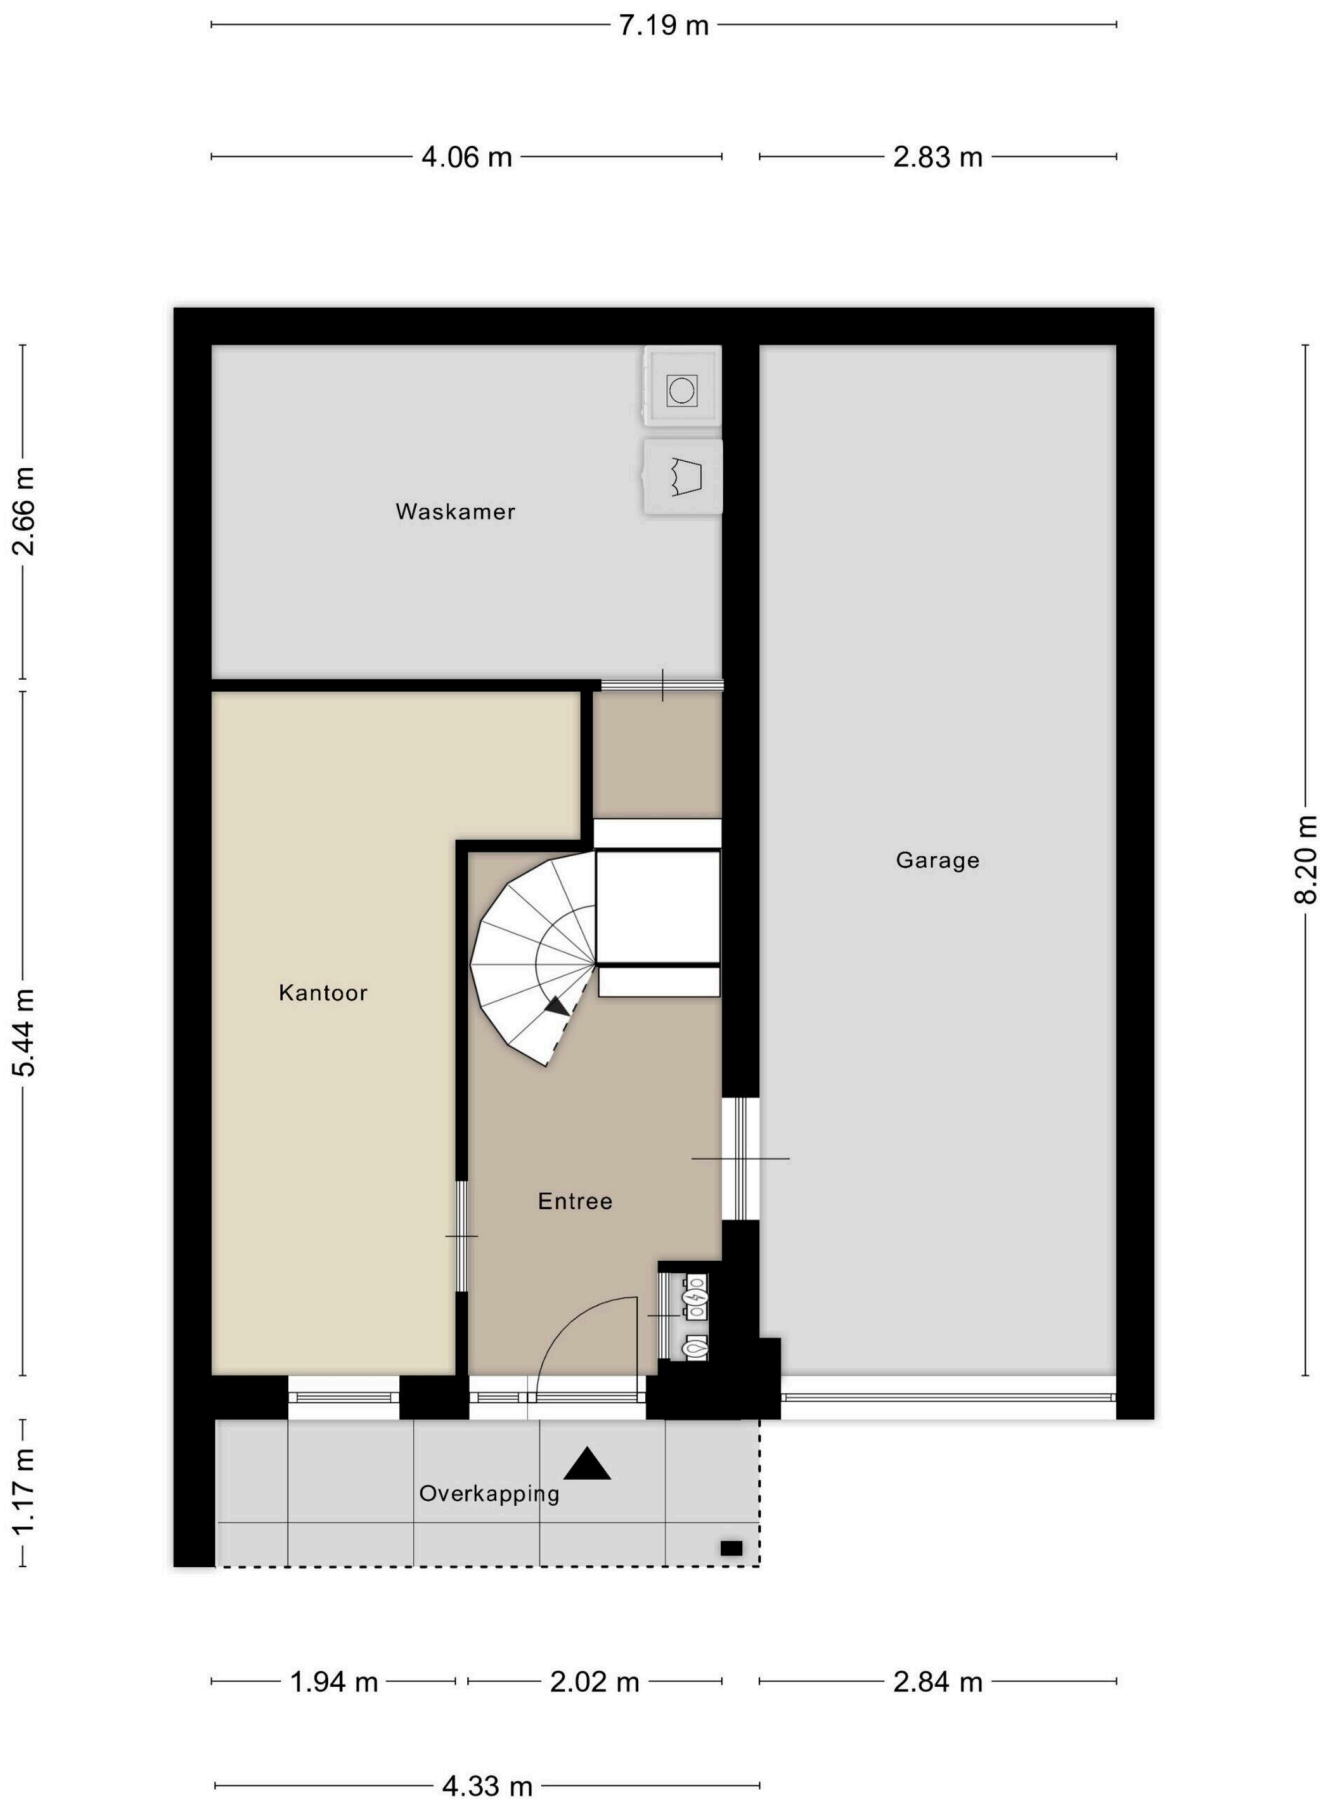 7.19 m
4.06 m
2.83 m
2.66 m
Waskamer
8.20 m
Garage
Kantoor
5.44 m
Entree
1.17 m
Overkapping
1.94 m
2.02 m
2.84 m
4.33 m